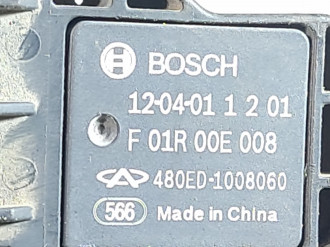 BOSCH
12-04-01 1 2 01
F 01R 00E 008
480ED-1008060
566 Made in China